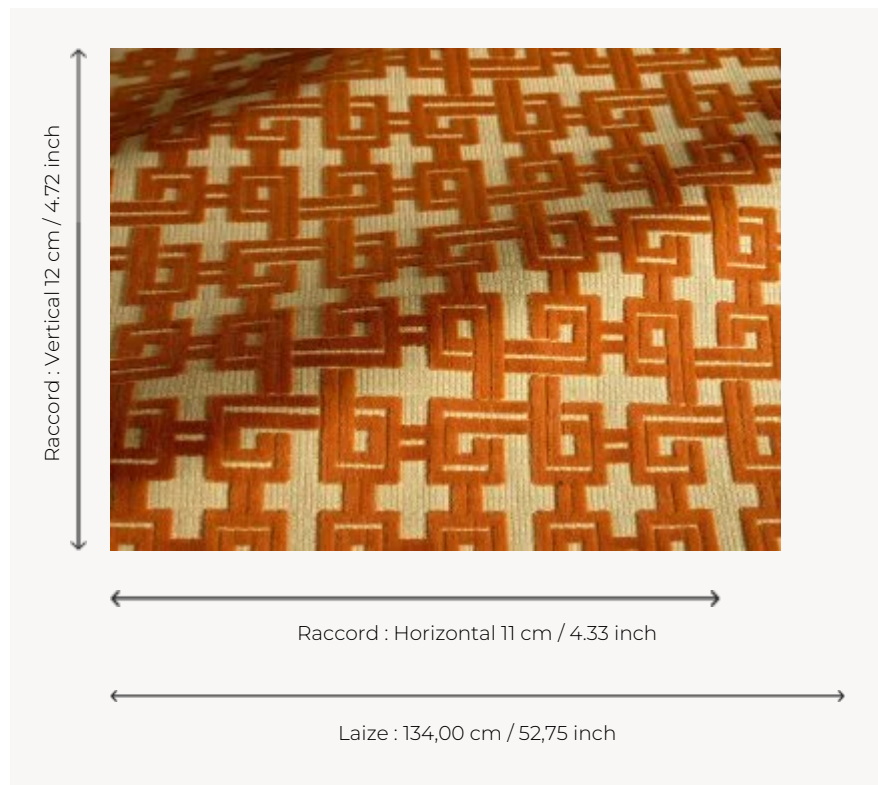 Raccord : Vertical 12 cm / 4.72 inch
Raccord : Horizontal 11 cm / 4.33 inch
Laize : 134,00 cm / 52,75 inch